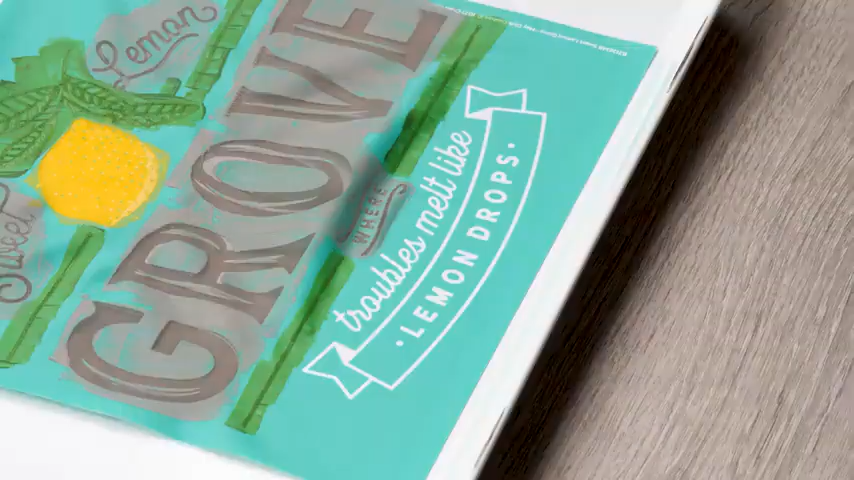 Sweet Lemon
GROVE
WHERE
troubles melt like
·LEMON DROPS·